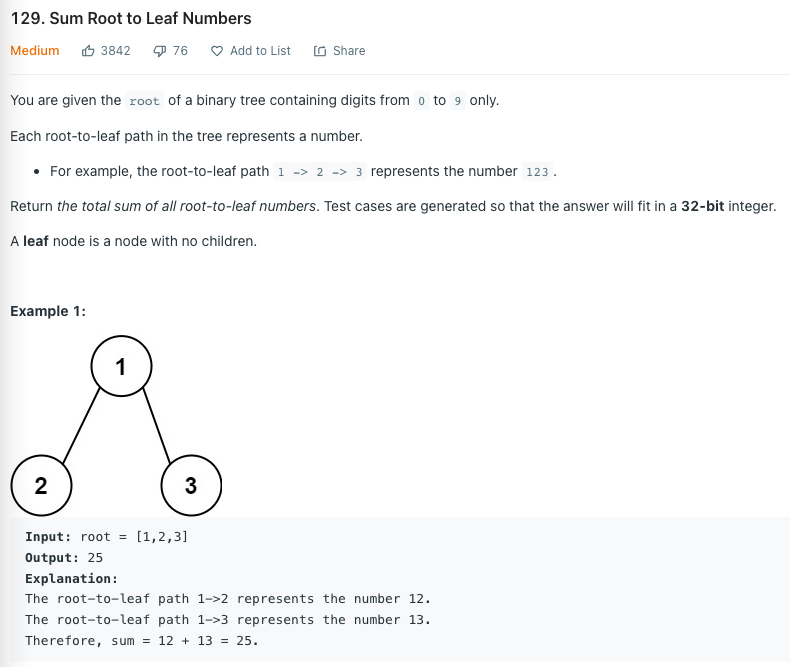 129. Sum Root to Leaf Numbers
Medium 3842 76 Add to List Share
You are given the root of a binary tree containing digits from 0 to 9 only.
Each root-to-leaf path in the tree represents a number.
• For example, the root-to-leaf path 1 -> 2 -> 3 represents the number 123.
Return the total sum of all root-to-leaf numbers. Test cases are generated so that the answer will fit in a 32-bit integer.
A leaf node is a node with no children.
Example 1:
1
2 3
Input: root = [1,2,3]
Output: 25
Explanation:
The root-to-leaf path 1->2 represents the number 12.
The root-to-leaf path 1->3 represents the number 13.
Therefore, sum = 12 + 13 = 25.